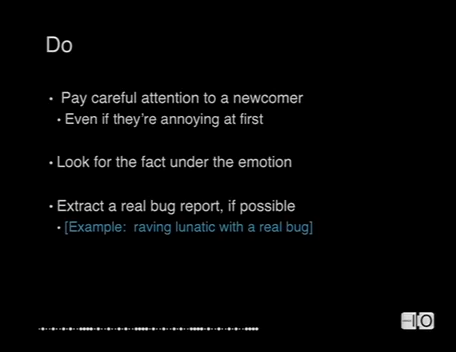 Do
• Pay careful attention to a newcomer
• Even if they're annoying at first
• Look for the fact under the emotion
• Extract a real bug report, if possible
• [Example: raving lunatic with a real bug]
IO